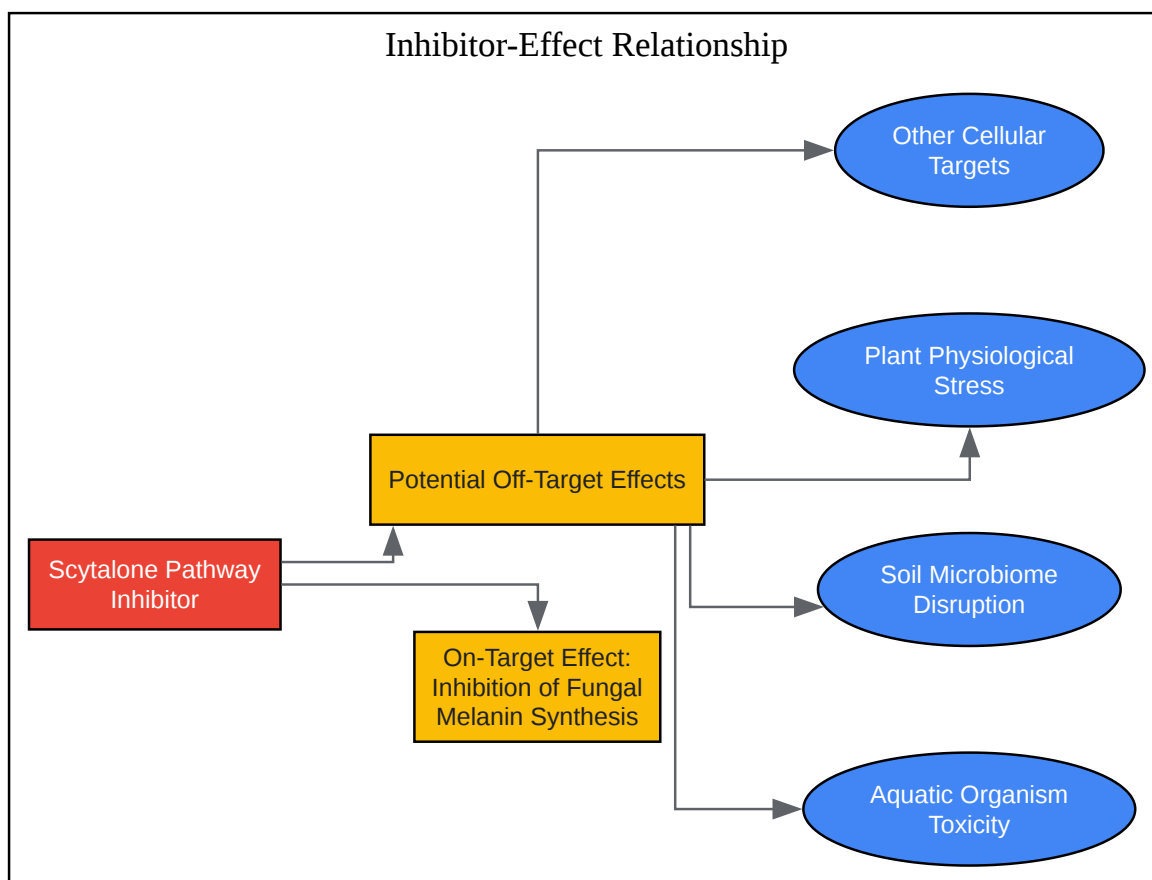 Inhibitor-Effect Relationship
Other Cellular
Targets
Plant Physiological
Stress
Potential Off-Target Effects
Scytalone Pathway
Inhibitor
Soil Microbiome
Disruption
On-Target Effect:
Inhibition of Fungal
Melanin Synthesis
Aquatic Organism
Toxicity